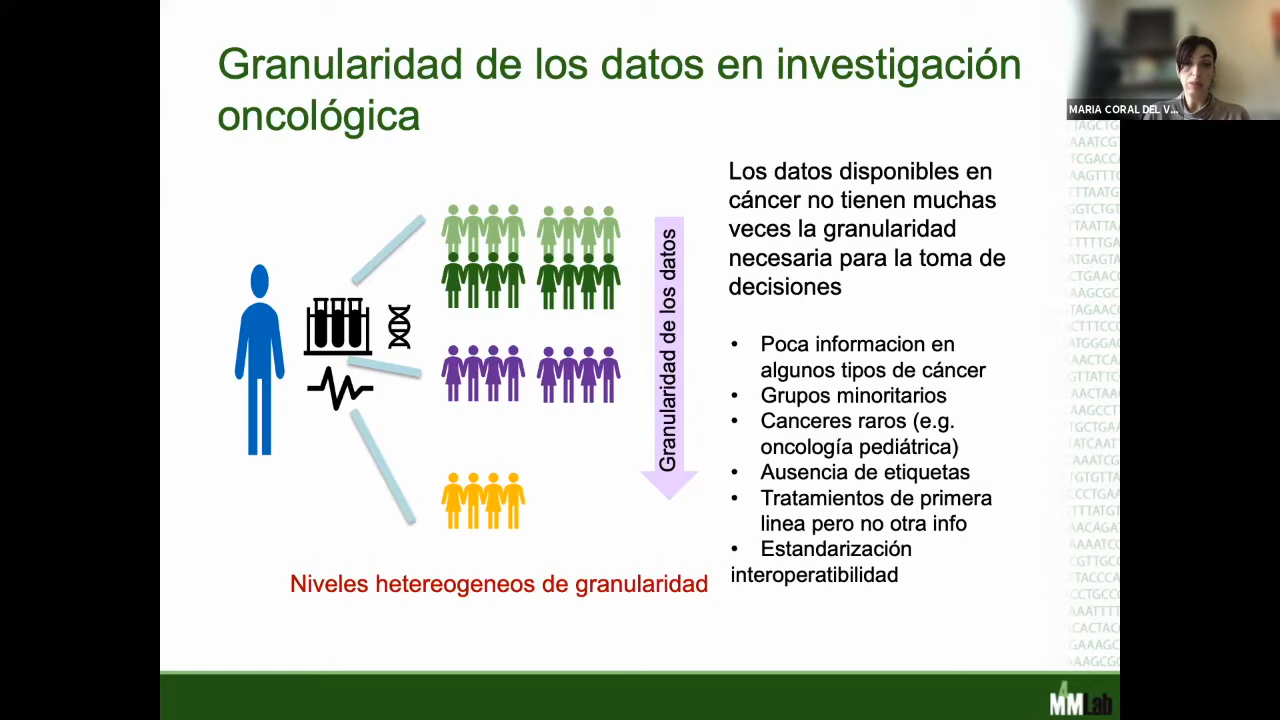 Granularidad de los datos en investigación
oncológica
MARIA CORAL DEL V...
Los datos disponibles en
cáncer no tienen muchas
veces la granularidad
necesaria para la toma de
decisiones
Granularidad de los datos
• Poca informacion en
algunos tipos de cáncer
• Grupos minoritarios
• Canceres raros (e.g.
oncología pediátrica)
• Ausencia de etiquetas
• Tratamientos de primera
linea pero no otra info
• Estandarización
interoperatibilidad
Niveles hetereogeneos de granularidad
M4MLab